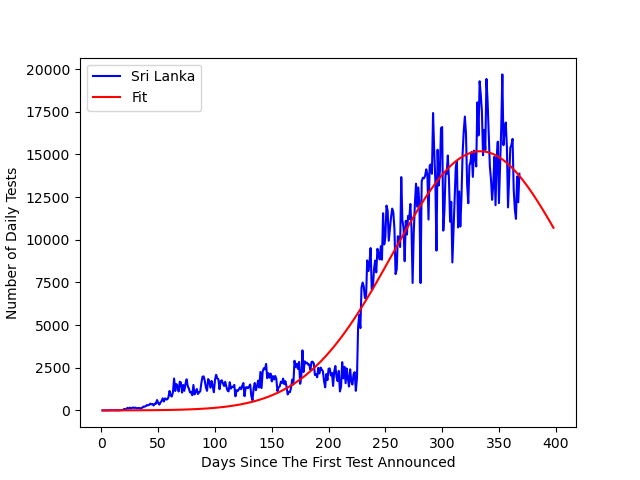 Sri Lanka
Fit
20000
17500
15000
12500
10000
7500
5000
2500
0
Number of Daily Tests
0 50 100 150 200 250 300 350 400
Days Since The First Test Announced